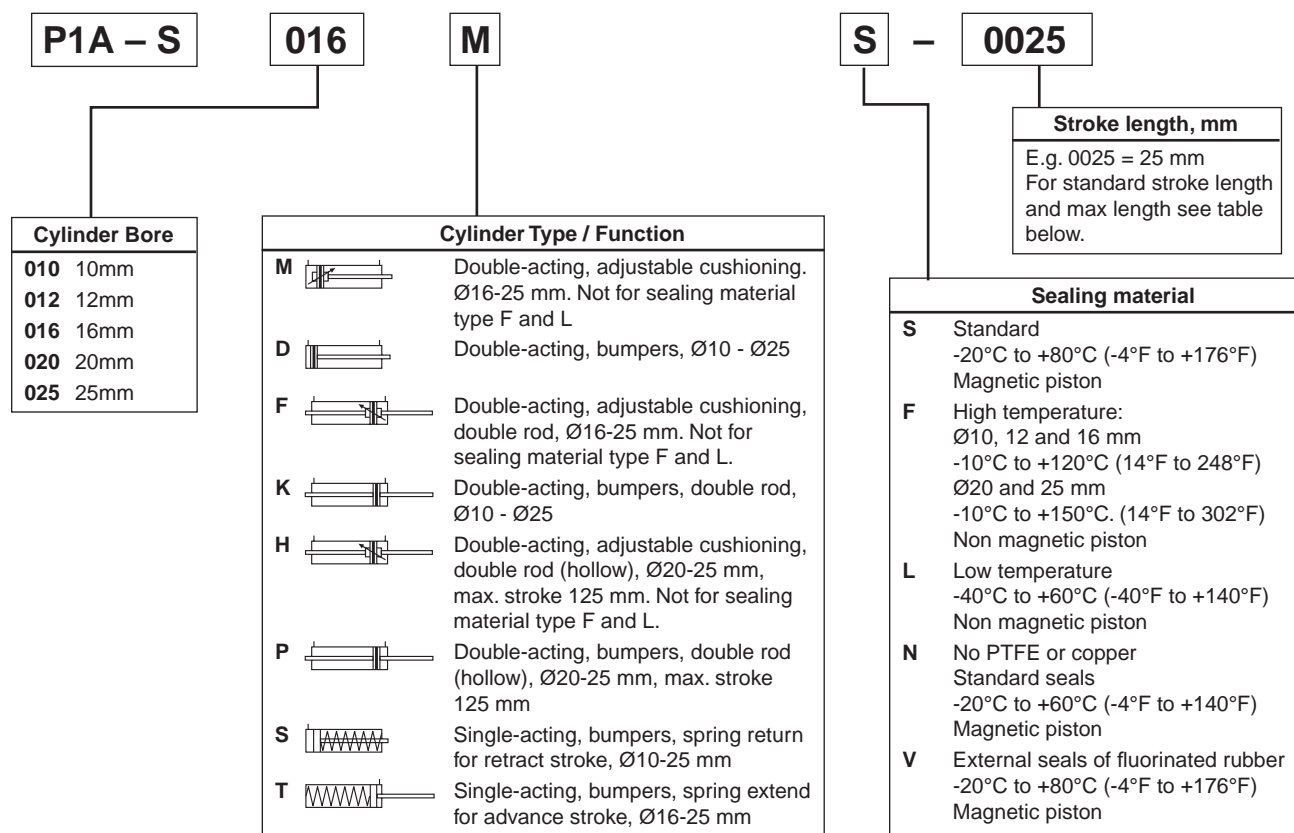 P1A – S 016 M S – 0025
Stroke length, mm
E.g. 0025 = 25 mm
For standard stroke length
and max length see table
below.
Cylinder Bore
010 10mm
012 12mm
016 16mm
020 20mm
025 25mm
Cylinder Type / Function
M Double-acting, adjustable cushioning.
Ø16-25 mm. Not for sealing material
type F and L
D Double-acting, bumpers, Ø10 - Ø25
F Double-acting, adjustable cushioning,
double rod, Ø16-25 mm. Not for
sealing material type F and L.
K Double-acting, bumpers, double rod,
Ø10 - Ø25
H Double-acting, adjustable cushioning,
double rod (hollow), Ø20-25 mm,
max. stroke 125 mm. Not for sealing
material type F and L.
P Double-acting, bumpers, double rod
(hollow), Ø20-25 mm, max. stroke
125 mm
S Single-acting, bumpers, spring return
for retract stroke, Ø10-25 mm
T Single-acting, bumpers, spring extend
for advance stroke, Ø16-25 mm
Sealing material
S Standard
-20°C to +80°C (-4°F to +176°F)
Magnetic piston
F High temperature:
Ø10, 12 and 16 mm
-10°C to +120°C (14°F to 248°F)
Ø20 and 25 mm
-10°C to +150°C. (14°F to 302°F)
Non magnetic piston
L Low temperature
-40°C to +60°C (-40°F to +140°F)
Non magnetic piston
N No PTFE or copper
Standard seals
-20°C to +60°C (-4°F to +140°F)
Magnetic piston
V External seals of fluorinated rubber
-20°C to +80°C (-4°F to +176°F)
Magnetic piston